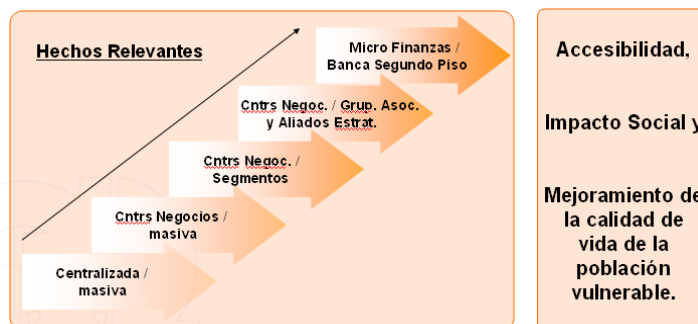 Hechos Relevantes
Micro Finanzas /
Banca Segundo Piso
Cntrs Negoc. / Grup. Asoc.
y Aliados Estrat.
Cntrs Negoc. /
Segmentos
Cntrs Negocios /
masiva
Centralizada /
masiva
Accesibilidad,
Impacto Social y
Mejoramiento de
la calidad de
vida de la
población
vulnerable.